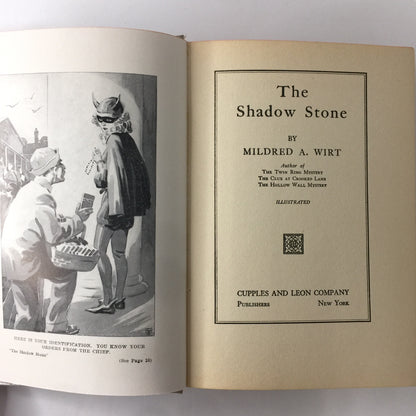 HERE IS YOUR IDENTIFICATION. YOU KNOW YOUR
ORDERS FROM THE CHIEF.
"The Shadow Stone" (See Page 26)
The
Shadow Stone
BY
MILDRED A. WIRT
Author of
THE TWIN RING MYSTERY
THE CLUE AT CROOKED LANE
THE HOLLOW WALL MYSTERY
ILLUSTRATED
CUPPLES AND LEON COMPANY
PUBLISHERS NEW YORK